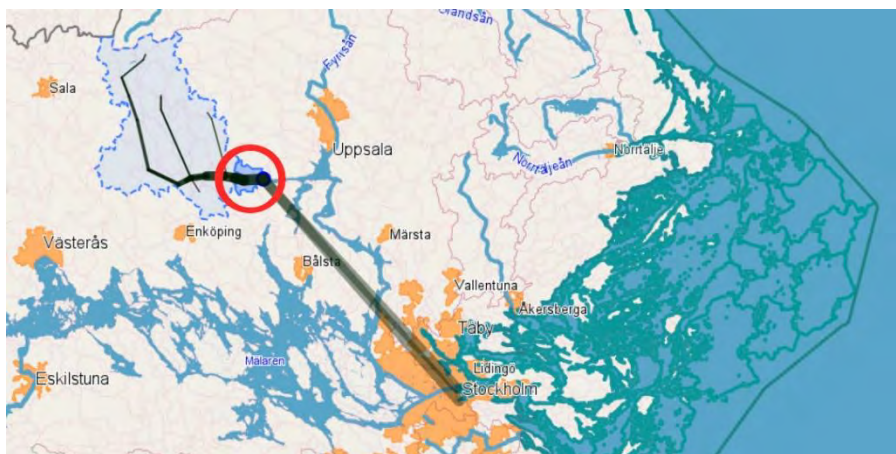 Fyrisån
Sala
Uppsala
Norrtälje
Norrtäljeån
Enköping
Märsta
Västerås
Bålsta
Vallentuna
Åkersberga
Täby
Mälaren
Lidingö
Eskilstuna
Stockholm